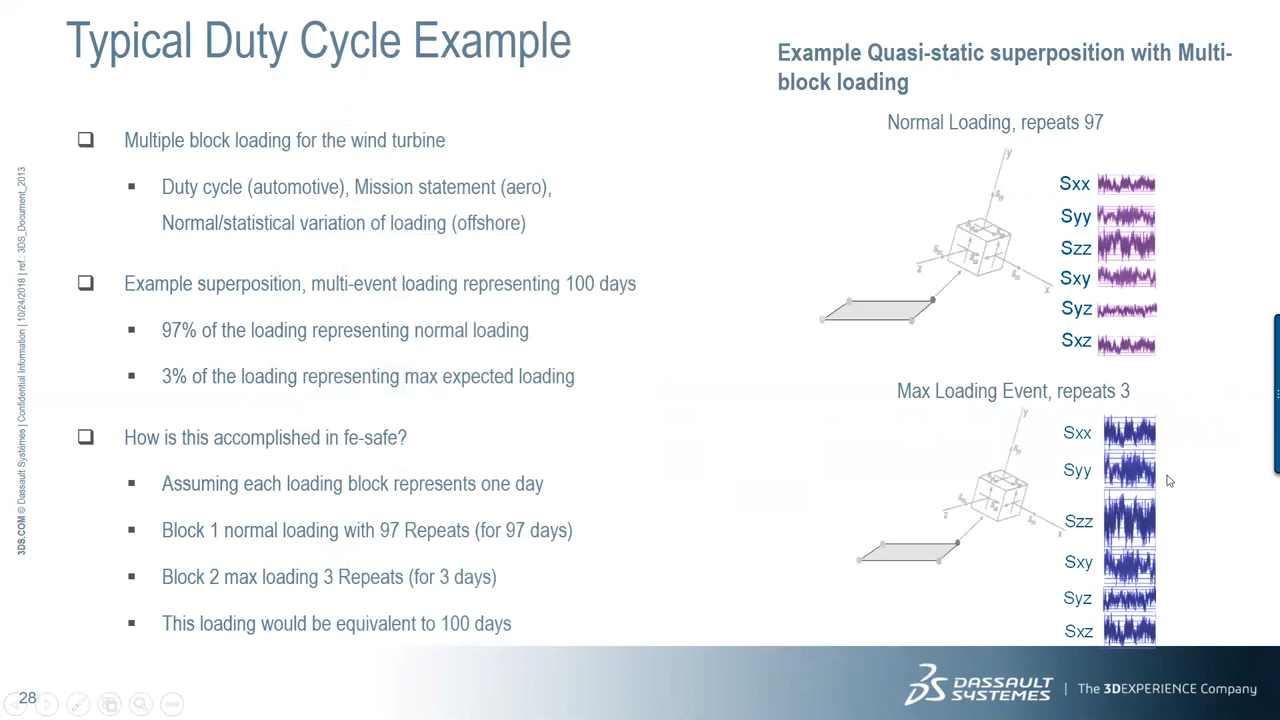 Typical Duty Cycle Example
Multiple block loading for the wind turbine
Duty cycle (automotive), Mission statement (aero),
Normal/statistical variation of loading (offshore)
Example superposition, multi-event loading representing 100 days
97% of the loading representing normal loading
3% of the loading representing max expected loading
How is this accomplished in fe-safe?
Assuming each loading block represents one day
Block 1 normal loading with 97 Repeats (for 97 days)
Block 2 max loading 3 Repeats (for 3 days)
This loading would be equivalent to 100 days
Example Quasi-static superposition with Multi-
block loading
Normal Loading, repeats 97
y
z
x
Sxx
Syy
Szz
Sxy
Syz
Sxz
Max Loading Event, repeats 3
y
z
x
Sxx
Syy
Szz
Sxy
Syz
Sxz
3DS.COM © Dassault Systèmes | Confidential Information | 10/24/2018 | ref.: 3DS_Document_2013
28
DASSAULT
SYSTEMES
The 3DEXPERIENCE Company